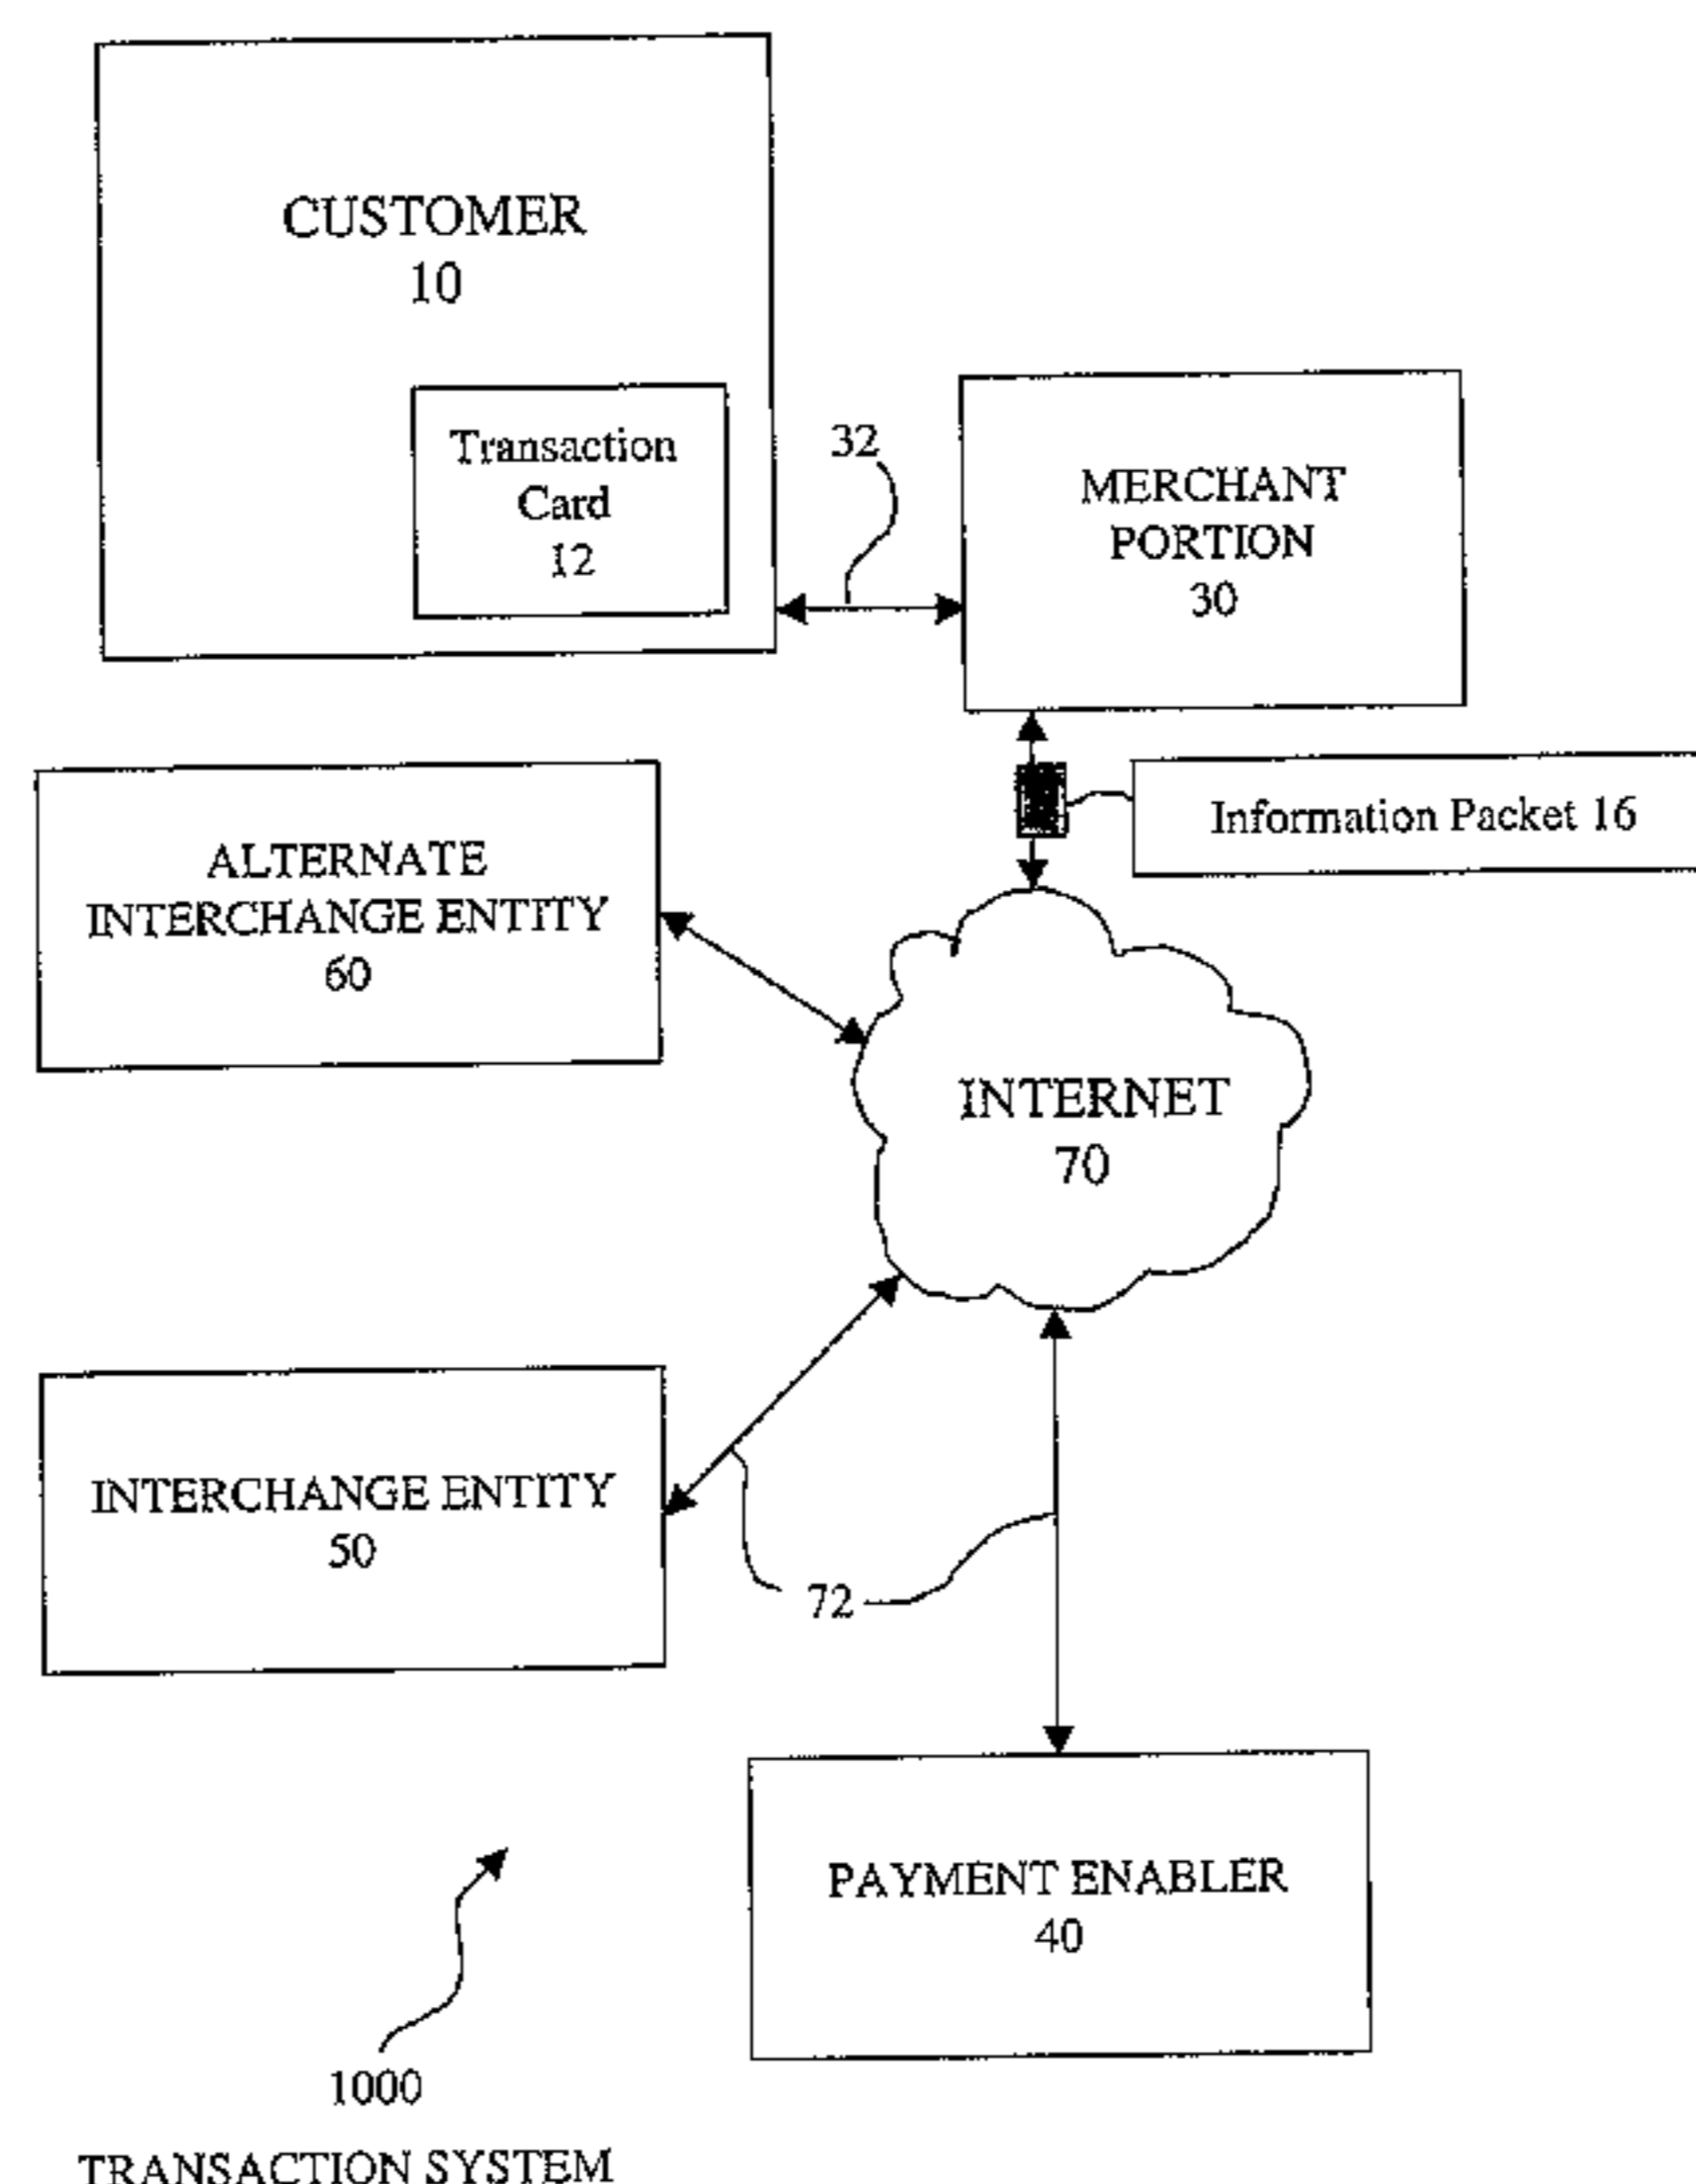 CUSTOMER
10
Transaction
Card
12
32
MERCHANT
PORTION
30
Information Packet 16
ALTERNATE
INTERCHANGE ENTITY
60
INTERNET
70
INTERCHANGE ENTITY
50
72
PAYMENT ENABLER
40
1000
TRANSACTION SYSTEM